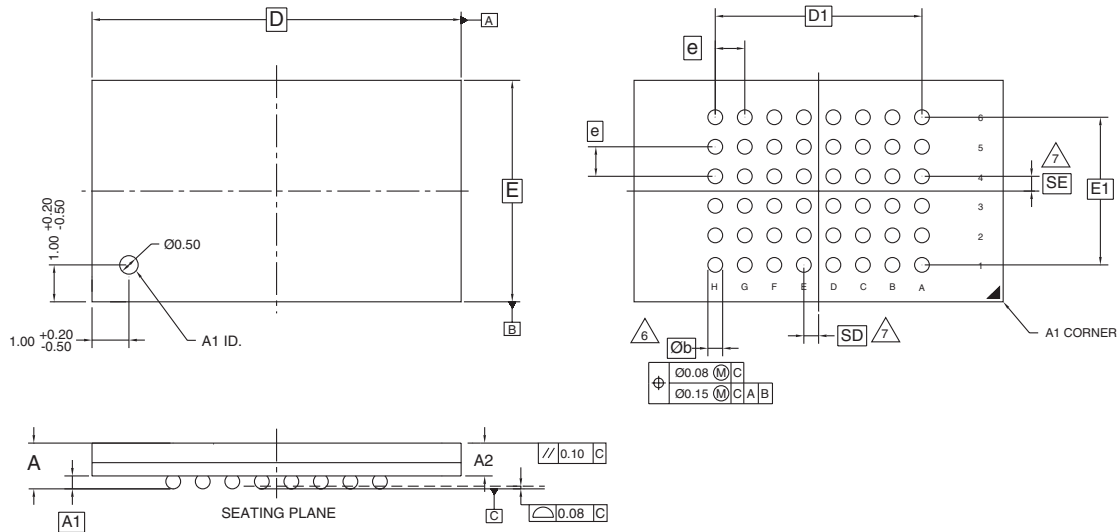 D
A
D1
e
6
5
4
3
2
1
e
7
SE
E1
E
1.00 +0.20 -0.50
Ø0.50
A1 ID.
1.00 +0.20 -0.50
B
H G F E D C B A
6
Øb
SD
7
A1 CORNER
Ø0.08 Ⓜ C
Ø0.15 Ⓜ C A B
A
A2
// 0.10 C
A1
SEATING PLANE
C
0.08 C